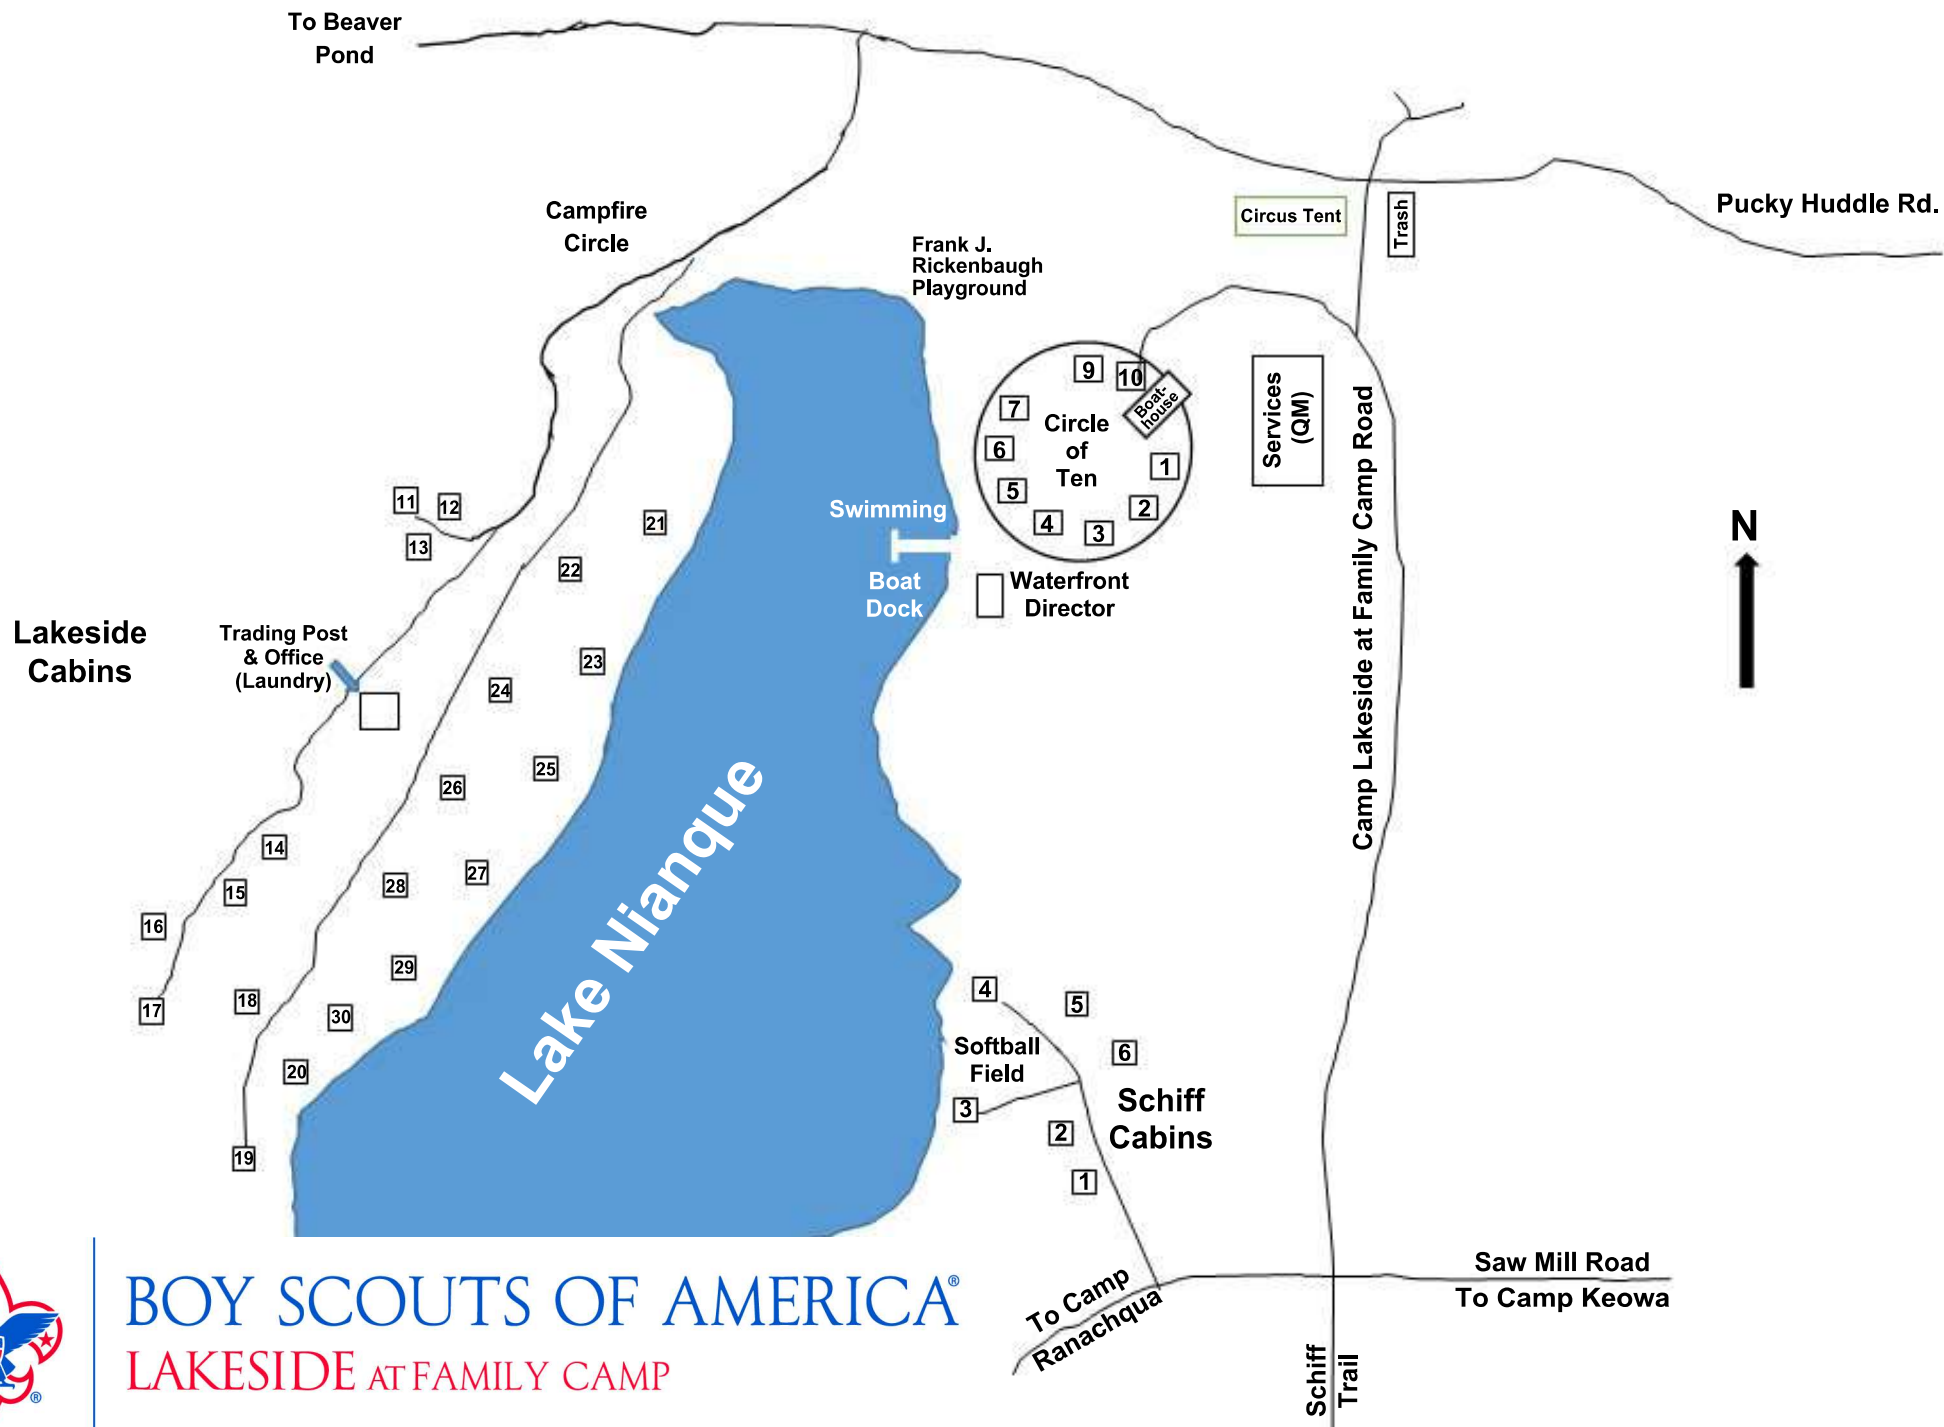 To Beaver
Pond
Campfire
Circle
Frank J.
Rickenbaugh
Playground
Circus Tent
Trash
Pucky Huddle Rd.
9
10
Boat-
house
7
Circle
of
Ten
6
1
5
2
4
3
Services
(QM)
Camp Lakeside at Family Camp Road
N
Swimming
Boat
Dock
Waterfront
Director
11
12
13
21
22
Lakeside
Cabins
Trading Post
& Office
(Laundry)
23
24
25
26
14
27
28
15
16
29
17
18
30
20
19
Lake Nianque
4
5
Softball
Field
6
3
Schiff
Cabins
2
1
Saw Mill Road
To Camp Keowa
To Camp
Ranachqua
Schiff
Trail
BOY SCOUTS OF AMERICA®
LAKESIDE AT FAMILY CAMP
®